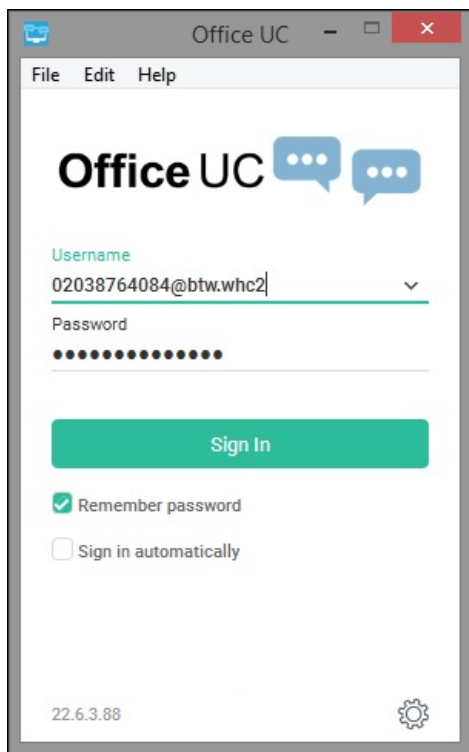 Office UC
File Edit Help
Office UC
Username
02038764084@btw.whc2
Password
●●●●●●●●●●●●●●
Sign In
Remember password
Sign in automatically
22.6.3.88